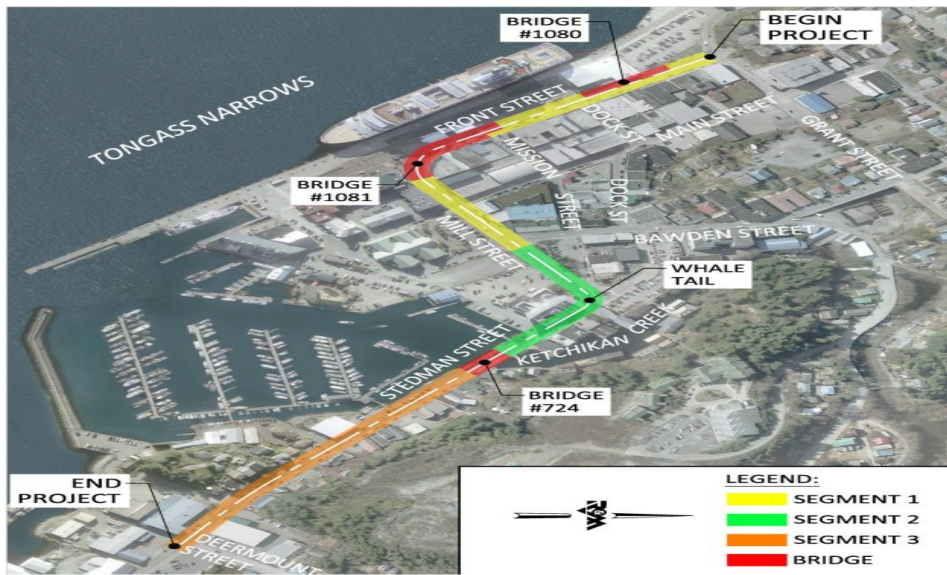 BRIDGE
#1080
BEGIN
PROJECT
TONGASS NARROWS
FRONT STREET
DOCK ST
MAIN STREET
GRANT STREET
MISSION
STREET
BRIDGE
#1081
DOCK ST
MILL STREET
BAWDEN STREET
WHALE
TAIL
STEDMAN STREET
KETCHIKAN CREEK
BRIDGE
#724
END
PROJECT
DEERMOUNT
STREET
LEGEND:
SEGMENT 1
SEGMENT 2
SEGMENT 3
BRIDGE